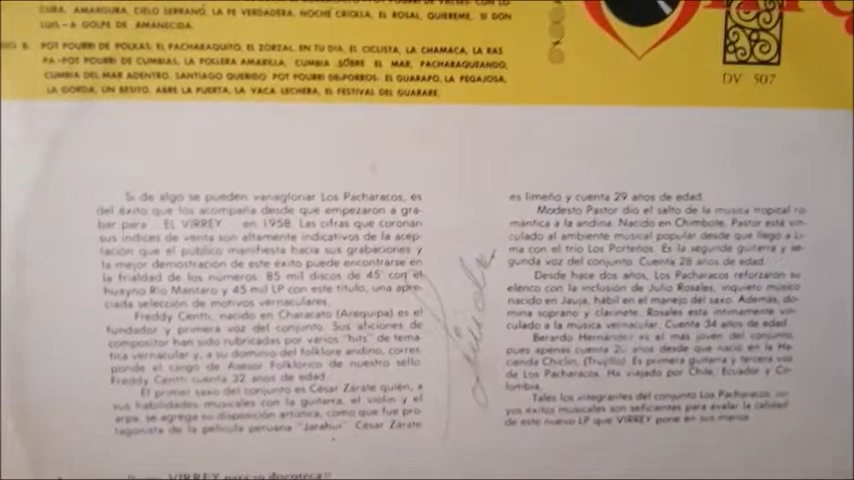 CURA, AMARGURA, CIELO SERRANO, LA FE VERDADERA, NOCHE CRIOLLA, EL ROSAL, QUIEREME, SI DON
LUIS - A GOLPE DE AMANECIDA.
B. POT POURRI DE POLKAS, EL PACHARAQUITO, EL ZORZAL, EN TU DIA, EL CICLISTA, LA CHAMACA, LA RAS
PA - POT POURRI DE CUMBIAS, LA POLLERA AMARILLA, CUMBIA SOBRE EL MAR, PACHARAQUEANDO,
CUMBIA DEL MAR ADENTRO, SANTIAGO QUERIDO POT POURRI DE PORROS. EL GUARAPO, LA PEGAJOSA,
LA GORDA, UN BESITO, ABRE LA PUERTA, LA VACA LECHERA, EL FESTIVAL DEL GUARARE.
DV 507
Si de algo se pueden vanagloriar Los Pacharacos, es
del éxito que los acompaña desde que empezaron a gra-
bar para EL VIRREY en 1958. Las cifras que coronan
sus indices de venta son altamente indicativos de la acep-
tación que el público manifiesta hacia sus grabaciones y
la mejor demostración de este éxito puede encontrarse en
la frialdad de los números. 85 mil discos de 45 con el
huayno Río Mantaro y 45 mil LP con este título, una apre-
ciada selección de motivos vernaculares.
Freddy Centti, nacido en Characato (Arequipa) es el
fundador y primera voz del conjunto. Sus aficiones de
compositor han sido rubricadas por varios "hits" de temá-
tica vernacular y, a su dominio del folklore andino, corres-
ponde el cargo de Asesor Folklórico de nuestro sello
Freddy Centti cuenta 32 años de edad.
El primer saxo del conjunto es César Zárate quien, a
sus habilidades musicales con la guitarra, el violín y el
arpa, se agrega su disposición artística, como que fue pro-
tagonista de la película peruana "Jarahui" César Zárate
es limeño y cuenta 29 años de edad.
Modesto Pastor dio el salto de la musica tropical ro-
mántica a la andina. Nacido en Chimbote, Pastor está vin-
culado al ambiente musical popular desde que llegó a Li-
ma con el trío Los Porteños. Es la segunda guitarra y se-
gunda voz del conjunto. Cuenta 28 años de edad.
Desde hace dos años, Los Pacharacos reforzaron su
elenco con la inclusión de Julio Rosales, inquieto músico
nacido en Jauja, hábil en el manejo del saxo. Además, do-
mina soprano y clarinete. Rosales está íntimamente vin-
culado a la música vernacular. Cuenta 34 años de edad.
Berardo Hernández es el más joven del conjunto
pues apenas cuenta años desde que nació en la Ha-
cienda Chiclín, (Trujillo). Es primera guitarra y tercera voz
de Los Pacharacos. Ha viajado por Chile, Ecuador y Co-
lombia.
Tales los integrantes del conjunto Los Pacharacos, cu-
yos éxitos musicales son suficientes para avalar la calidad
de este nuevo LP que VIRREY pone en sus manos
VIRREY para su discoteca!!